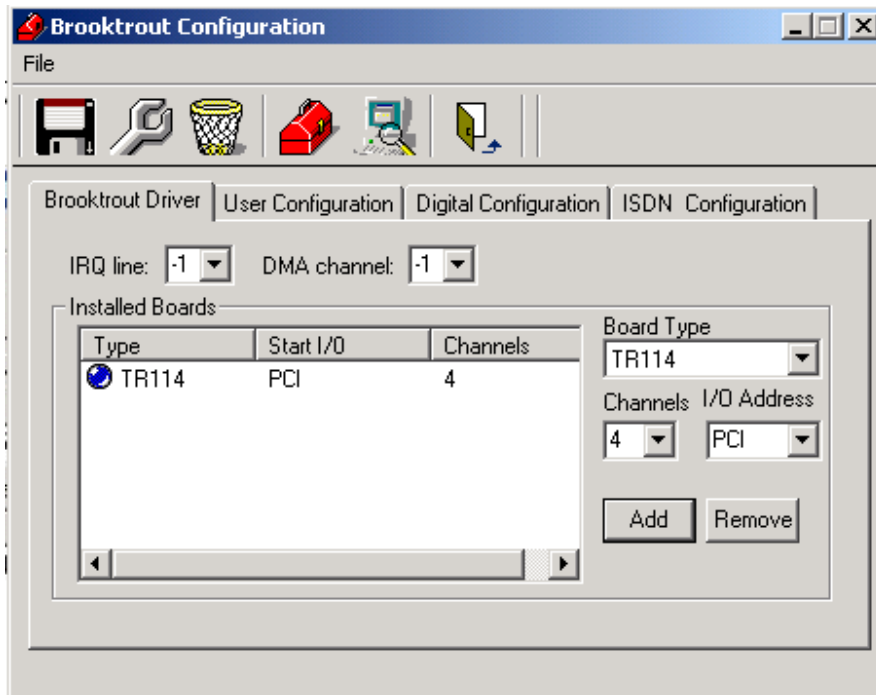 Brooktrout Configuration
File
Brooktrout Driver User Configuration Digital Configuration ISDN Configuration
IRQ line: -1 DMA channel: -1
Installed Boards
Type Start I/O Channels
TR114 PCI 4
Board Type
TR114
Channels I/O Address
4 PCI
Add Remove